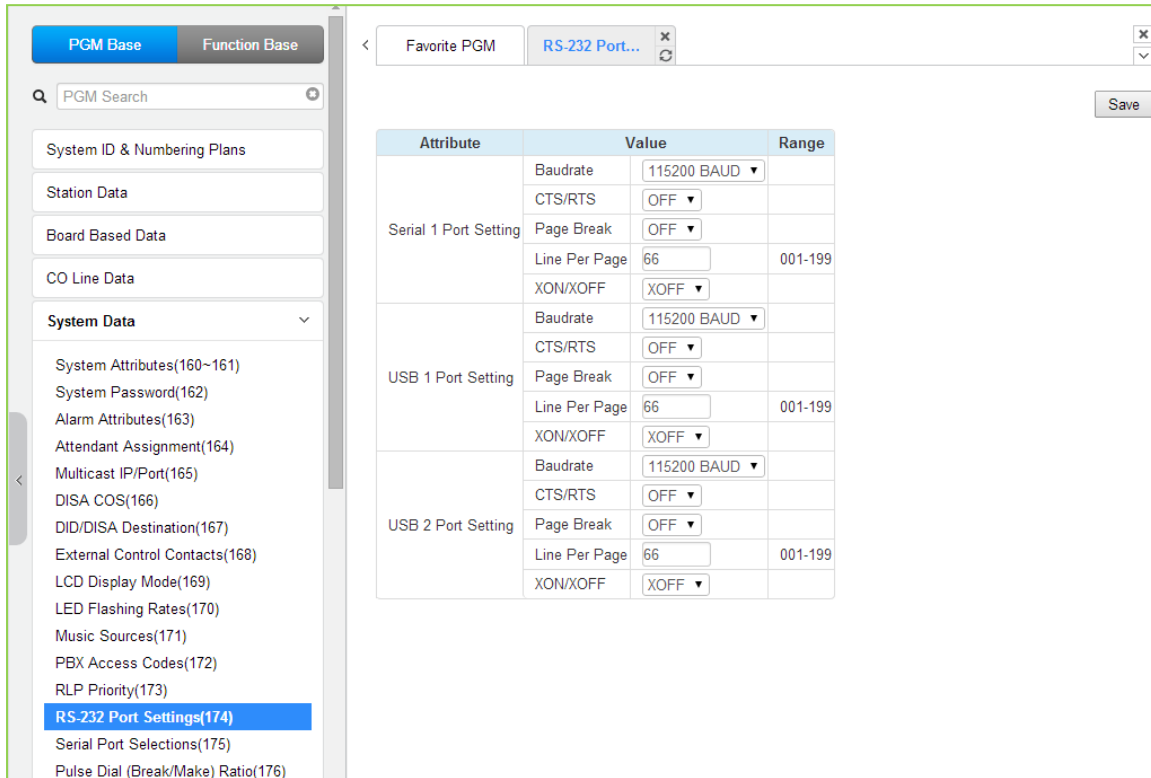 PGM Base Function Base
PGM Search
System ID & Numbering Plans
Station Data
Board Based Data
CO Line Data
System Data
System Attributes(160~161)
System Password(162)
Alarm Attributes(163)
Attendant Assignment(164)
Multicast IP/Port(165)
DISA COS(166)
DID/DISA Destination(167)
External Control Contacts(168)
LCD Display Mode(169)
LED Flashing Rates(170)
Music Sources(171)
PBX Access Codes(172)
RLP Priority(173)
RS-232 Port Settings(174)
Serial Port Selections(175)
Pulse Dial (Break/Make) Ratio(176)
Favorite PGM RS-232 Port...
Save
Attribute Value Range
Serial 1 Port Setting
Baudrate 115200 BAUD
CTS/RTS OFF
Page Break OFF
Line Per Page 66 001-199
XON/XOFF XOFF
USB 1 Port Setting
Baudrate 115200 BAUD
CTS/RTS OFF
Page Break OFF
Line Per Page 66 001-199
XON/XOFF XOFF
USB 2 Port Setting
Baudrate 115200 BAUD
CTS/RTS OFF
Page Break OFF
Line Per Page 66 001-199
XON/XOFF XOFF